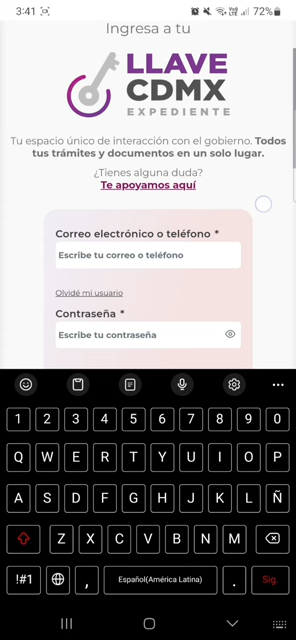 3:41
72%
Ingresa a tu
LLAVE
CDMX
EXPEDIENTE
Tu espacio único de interacción con el gobierno. Todos
tus trámites y documentos en un solo lugar.
¿Tienes alguna duda?
Te apoyamos aquí
Correo electrónico o teléfono *
Escribe tu correo o teléfono
Olvidé mi usuario
Contraseña *
Escribe tu contraseña
1 2 3 4 5 6 7 8 9 0
Q W E R T Y U I O P
A S D F G H J K L Ñ
Z X C V B N M
!#1 , Español(América Latina) . Sig.